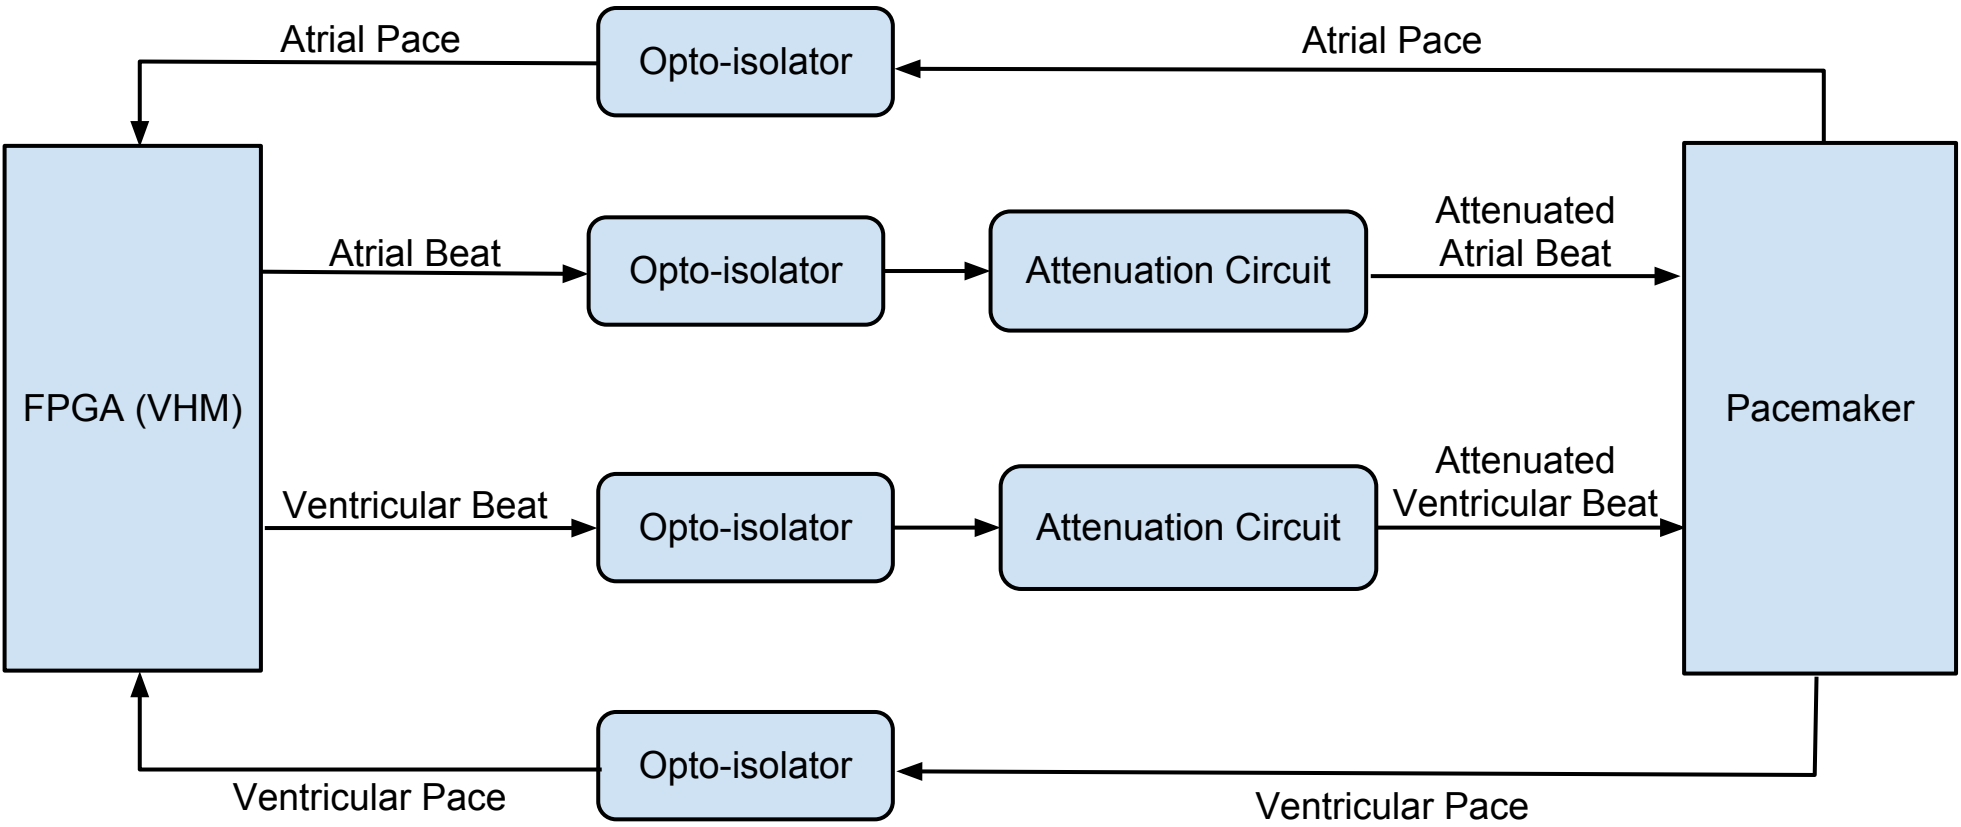 Atrial Pace
Opto-isolator
Atrial Pace
Atrial Beat
Opto-isolator
Attenuation Circuit
Attenuated
Atrial Beat
FPGA (VHM)
Pacemaker
Ventricular Beat
Opto-isolator
Attenuation Circuit
Attenuated
Ventricular Beat
Ventricular Pace
Opto-isolator
Ventricular Pace